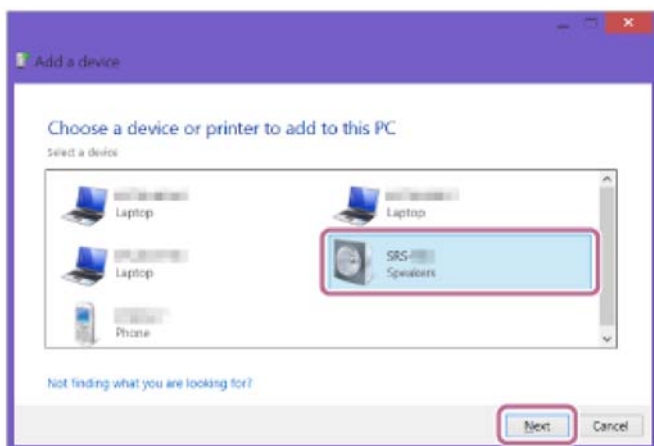 Add a device
Choose a device or printer to add to this PC
Select a device
Laptop
Laptop
Laptop
SRS-
Speakers
Phone
Not finding what you are looking for?
Next
Cancel